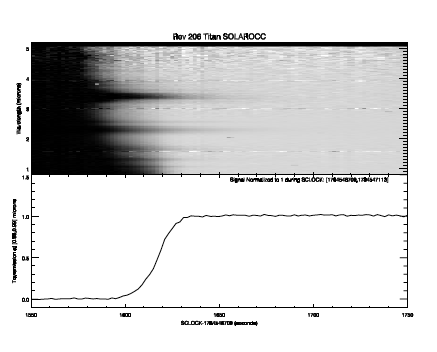 Rev 206 Titan SOLAROCC
5
4
3
2
1
Wavelength (microns)
Signal Normalized to 1 during SCLOCK:
1.5
1.0
0.5
0.0
Transmission at microns
1550
1600
1650
1700
1750
(seconds)